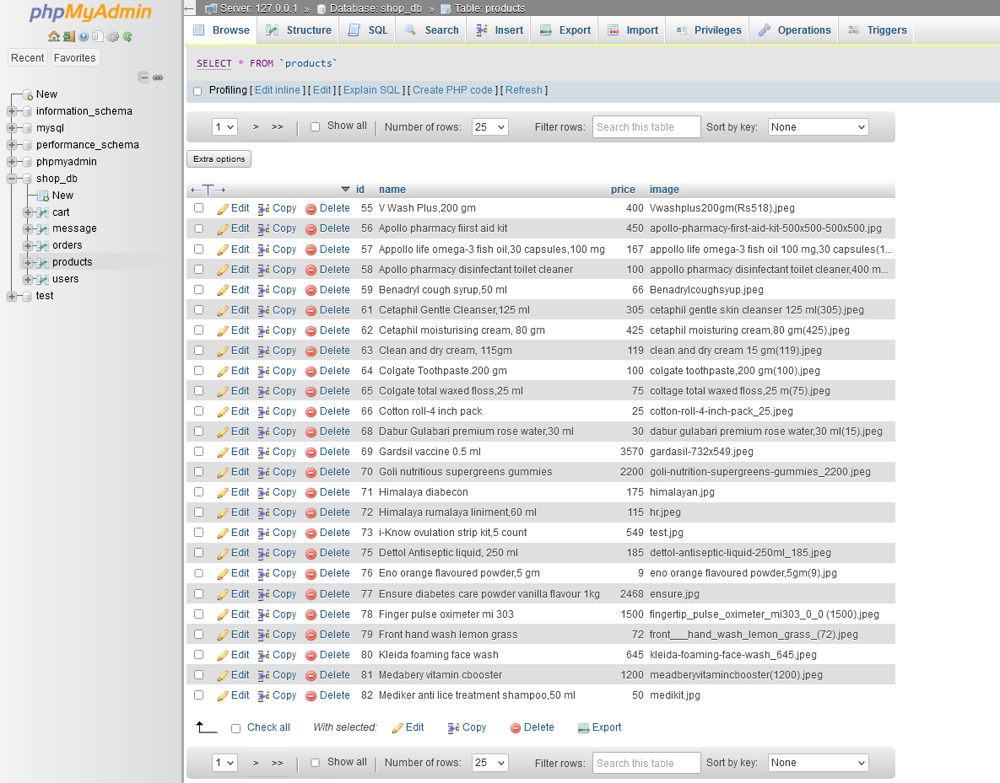 phpMyAdmin
Recent Favorites
New
information_schema
mysql
performance_schema
phpmyadmin
shop_db
New
cart
message
orders
products
users
test
Server: 127.0.0.1 » Database: shop_db » Table: products
Browse Structure SQL Search Insert Export Import Privileges Operations Triggers
SELECT * FROM `products`
Profiling [ Edit inline ] [ Edit ] [ Explain SQL ] [ Create PHP code ] [ Refresh ]
1 > >> Show all Number of rows: 25 Filter rows: Search this table Sort by key: None
Extra options
←T→ id name price image
Edit Copy Delete 55 V Wash Plus,200 gm 400 Vwashplus200gm(Rs518).jpeg
Edit Copy Delete 56 Apollo pharmacy fiirst aid kit 450 apollo-pharmacy-first-aid-kit-500x500-500x500.jpg
Edit Copy Delete 57 Appollo life omega-3 fish oil,30 capsules,100 mg 167 appollo life omega-3 fish oil 100 mg,30 capsules(1...
Edit Copy Delete 58 Apollo pharmacy disinfectant toilet cleaner 100 appollo pharmacy disinfectant toilet cleaner,400 m...
Edit Copy Delete 59 Benadryl cough syrup,50 ml 66 Benadrylcoughsyup.jpeg
Edit Copy Delete 61 Cetaphil Gentle Cleanser,125 ml 305 cetaphil gentle skin cleanser 125 ml(305).jpeg
Edit Copy Delete 62 Cetaphil moisturising cream, 80 gm 425 cetaphil moisturing cream,80 gm(425).jpeg
Edit Copy Delete 63 Clean and dry cream, 115gm 119 clean and dry cream 15 gm(119).jpeg
Edit Copy Delete 64 Colgate Toothpaste.200 gm 100 colgate toothpaste,200 gm(100).jpeg
Edit Copy Delete 65 Colgate total waxed floss,25 ml 75 coltage total waxed floss,25 m(75).jpeg
Edit Copy Delete 66 Cotton roll-4 inch pack 25 cotton-roll-4-inch-pack_25.jpeg
Edit Copy Delete 68 Dabur Gulabari premium rose water,30 ml 30 dabur gulabari premium rose water,30 ml(15).jpeg
Edit Copy Delete 69 Gardsil vaccine 0.5 ml 3570 gardasil-732x549.jpeg
Edit Copy Delete 70 Goli nutritious supergreens gummies 2200 goli-nutrition-supergreens-gummies_2200.jpeg
Edit Copy Delete 71 Himalaya diabecon 175 himalayan.jpg
Edit Copy Delete 72 Himalaya rumalaya liniment,60 ml 115 hr.jpeg
Edit Copy Delete 73 i-Know ovulation strip kit,5 count 549 test.jpg
Edit Copy Delete 75 Dettol Antiseptic liquid, 250 ml 185 dettol-antiseptic-liquid-250ml_185.jpeg
Edit Copy Delete 76 Eno orange flavoured powder,5 gm 9 eno orange flavoured powder,5gm(9).jpg
Edit Copy Delete 77 Ensure diabetes care powder vanilla flavour 1kg 2468 ensure.jpg
Edit Copy Delete 78 Finger pulse oximeter mi 303 1500 fingertip_pulse_oximeter_mi303_0_0 (1500).jpeg
Edit Copy Delete 79 Front hand wash lemon grass 72 front___hand_wash_lemon_grass_(72).jpeg
Edit Copy Delete 80 Kleida foaming face wash 645 kleida-foaming-face-wash_645.jpeg
Edit Copy Delete 81 Medabery vitamin cbooster 1200 meadberyvitamincbooster(1200).jpeg
Edit Copy Delete 82 Mediker anti lice treatment shampoo,50 ml 50 medikit.jpg
Check all With selected: Edit Copy Delete Export
1 > >> Show all Number of rows: 25 Filter rows: Search this table Sort by key: None